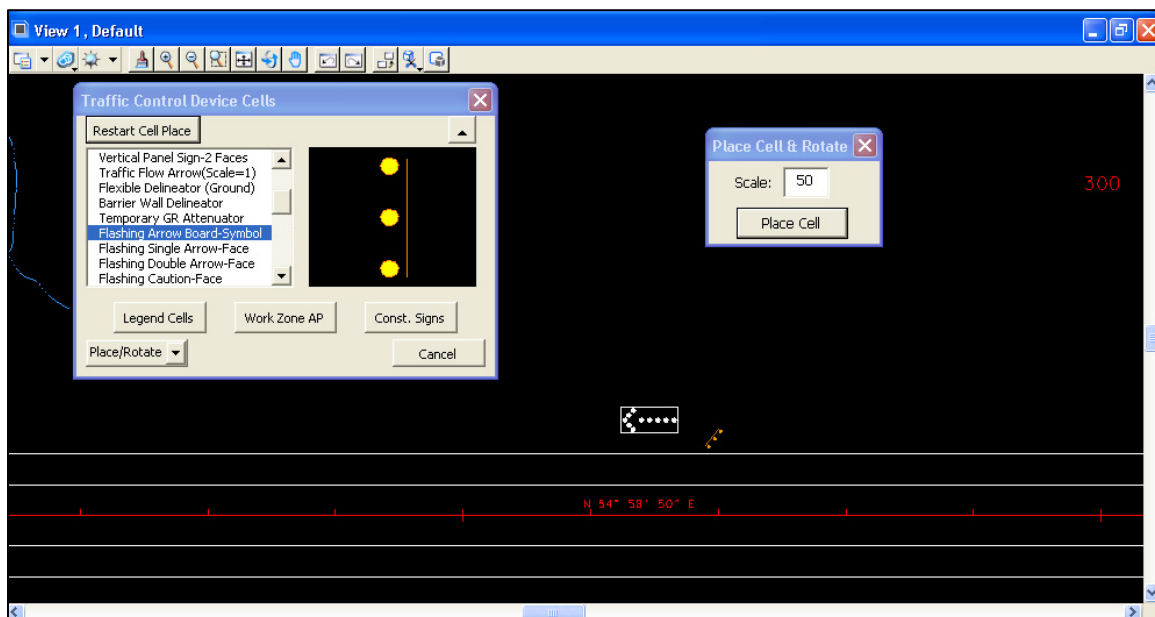 View 1, Default
Traffic Control Device Cells
Restart Cell Place
Vertical Panel Sign-2 Faces
Traffic Flow Arrow(Scale=1)
Flexible Delineator (Ground)
Barrier Wall Delineator
Temporary GR Attenuator
Flashing Arrow Board-Symbol
Flashing Single Arrow-Face
Flashing Double Arrow-Face
Flashing Caution-Face
Legend Cells
Work Zone AP
Const. Signs
Place/Rotate
Cancel
Place Cell & Rotate
Scale: 50
Place Cell
300
N 94° 58' 50" E